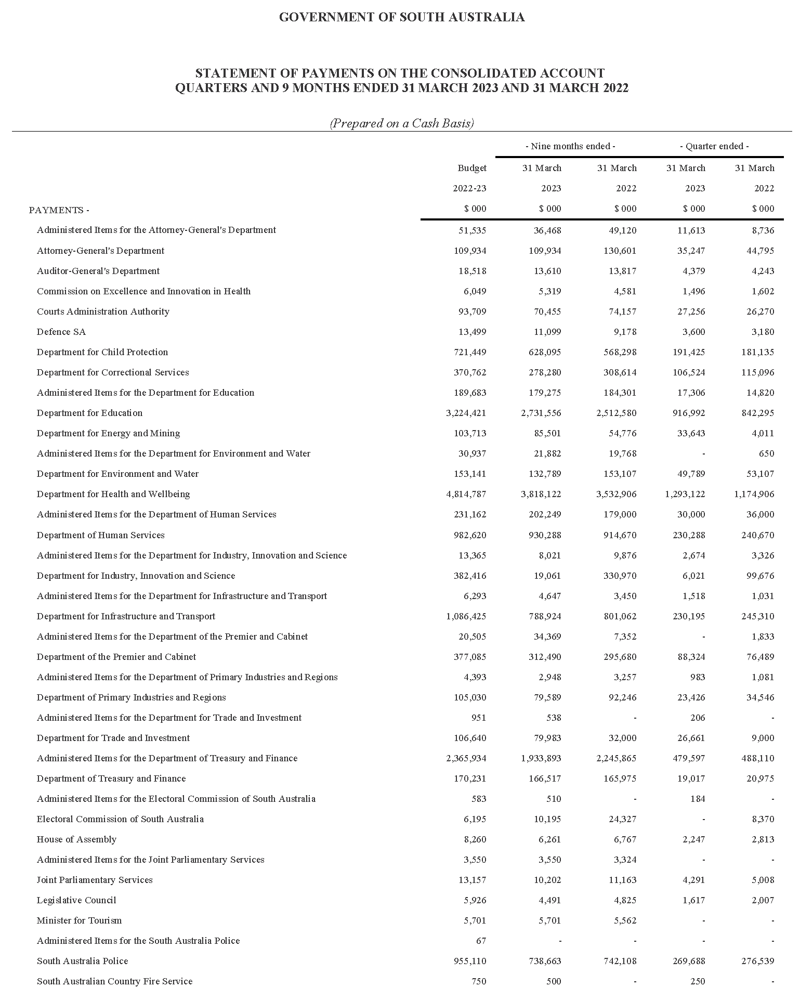 GOVERNMENT OF SOUTH AUSTRALIA
STATEMENT OF PAYMENTS ON THE CONSOLIDATED ACCOUNT
QUARTERS AND 9 MONTHS ENDED 31 MARCH 2023 AND 31 MARCH 2022
(Prepared on a Cash Basis)
- Nine months ended - - Quarter ended -
Budget 31 March 31 March 31 March 31 March
2022-23 2023 2022 2023 2022
PAYMENTS - $ 000 $ 000 $ 000 $ 000 $ 000
Administered Items for the Attorney-General's Department 51,535 36,468 49,120 11,613 8,736
Attorney-General's Department 109,934 109,934 130,601 35,247 44,795
Auditor-General's Department 18,518 13,610 13,817 4,379 4,243
Commission on Excellence and Innovation in Health 6,049 5,319 4,581 1,496 1,602
Courts Administration Authority 93,709 70,455 74,157 27,256 26,270
Defence SA 13,499 11,099 9,178 3,600 3,180
Department for Child Protection 721,449 628,095 568,298 191,425 181,135
Department for Correctional Services 370,762 278,280 308,614 106,524 115,096
Administered Items for the Department for Education 189,683 179,275 184,301 17,306 14,820
Department for Education 3,224,421 2,731,556 2,512,580 916,992 842,295
Department for Energy and Mining 103,713 85,501 54,776 33,643 4,011
Administered Items for the Department for Environment and Water 30,937 21,882 19,768 - 650
Department for Environment and Water 153,141 132,789 153,107 49,789 53,107
Department for Health and Wellbeing 4,814,787 3,818,122 3,532,906 1,293,122 1,174,906
Administered Items for the Department of Human Services 231,162 202,249 179,000 30,000 36,000
Department of Human Services 982,620 930,288 914,670 230,288 240,670
Administered Items for the Department for Industry, Innovation and Science 13,365 8,021 9,876 2,674 3,326
Department for Industry, Innovation and Science 382,416 19,061 330,970 6,021 99,676
Administered Items for the Department for Infrastructure and Transport 6,293 4,647 3,450 1,518 1,031
Department for Infrastructure and Transport 1,086,425 788,924 801,062 230,195 245,310
Administered Items for the Department of the Premier and Cabinet 20,505 34,369 7,352 - 1,833
Department of the Premier and Cabinet 377,085 312,490 295,680 88,324 76,489
Administered Items for the Department of Primary Industries and Regions 4,393 2,948 3,257 983 1,081
Department of Primary Industries and Regions 105,030 79,589 92,246 23,426 34,546
Administered Items for the Department for Trade and Investment 951 538 - 206 -
Department for Trade and Investment 106,640 79,983 32,000 26,661 9,000
Administered Items for the Department of Treasury and Finance 2,365,934 1,933,893 2,245,865 479,597 488,110
Department of Treasury and Finance 170,231 166,517 165,975 19,017 20,975
Administered Items for the Electoral Commission of South Australia 583 510 - 184 -
Electoral Commission of South Australia 6,195 10,195 24,327 - 8,370
House of Assembly 8,260 6,261 6,767 2,247 2,813
Administered Items for the Joint Parliamentary Services 3,550 3,550 3,324 - -
Joint Parliamentary Services 13,157 10,202 11,163 4,291 5,008
Legislative Council 5,926 4,491 4,825 1,617 2,007
Minister for Tourism 5,701 5,701 5,562 - -
Administered Items for the South Australia Police 67 - - - -
South Australia Police 955,110 738,663 742,108 269,688 276,539
South Australian Country Fire Service 750 500 - 250 -